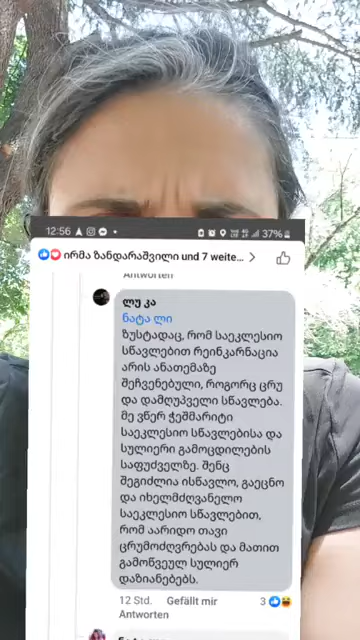 12:56 37%
ირმა ზანდარაშვილი und 7 weite...
Antworten
ლუ კა
ნატა ლი
ზუსტადაც, რომ საეკლესიო
სწავლებით რეინკარნაცია
არის ანათემაზე
შეჩვენებული, როგორც ცრუ
და დამღუპველი სწავლება.
მე ვწერ ჭეშმარიტი
საეკლესიო სწავლებისა და
სულიერი გამოცდილების
საფუძველზე. შენც
შეგიძლია ისწავლო, გაეცნო
და იხელმძღვანელო
საეკლესიო სწავლებით,
რომ აარიდო თავი
ცრუმოძღვრებას და მათით
გამოწვეულ სულიერ
დაზიანებებს.
12 Std. Gefällt mir 3
Antworten